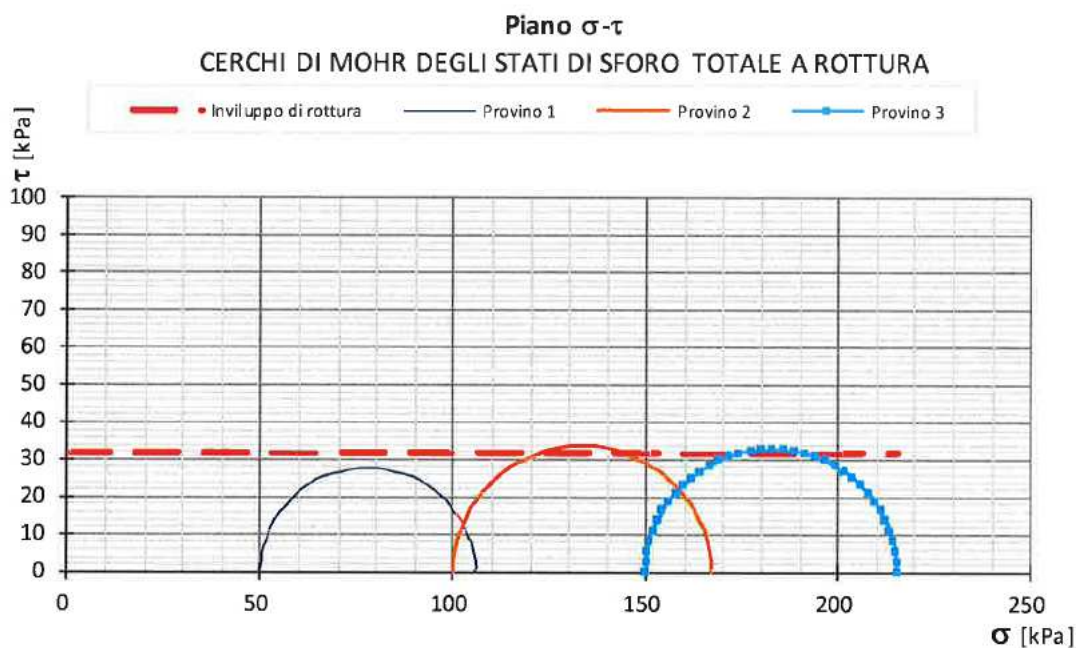 Piano σ-τ
CERCHI DI MOHR DEGLI STATI DI SFORO TOTALE A ROTTURA
Inviluppo di rottura
Provino 1
Provino 2
Provino 3
τ [kPa]
100
90
80
70
60
50
40
30
20
10
0
0
50
100
150
200
250
σ [kPa]